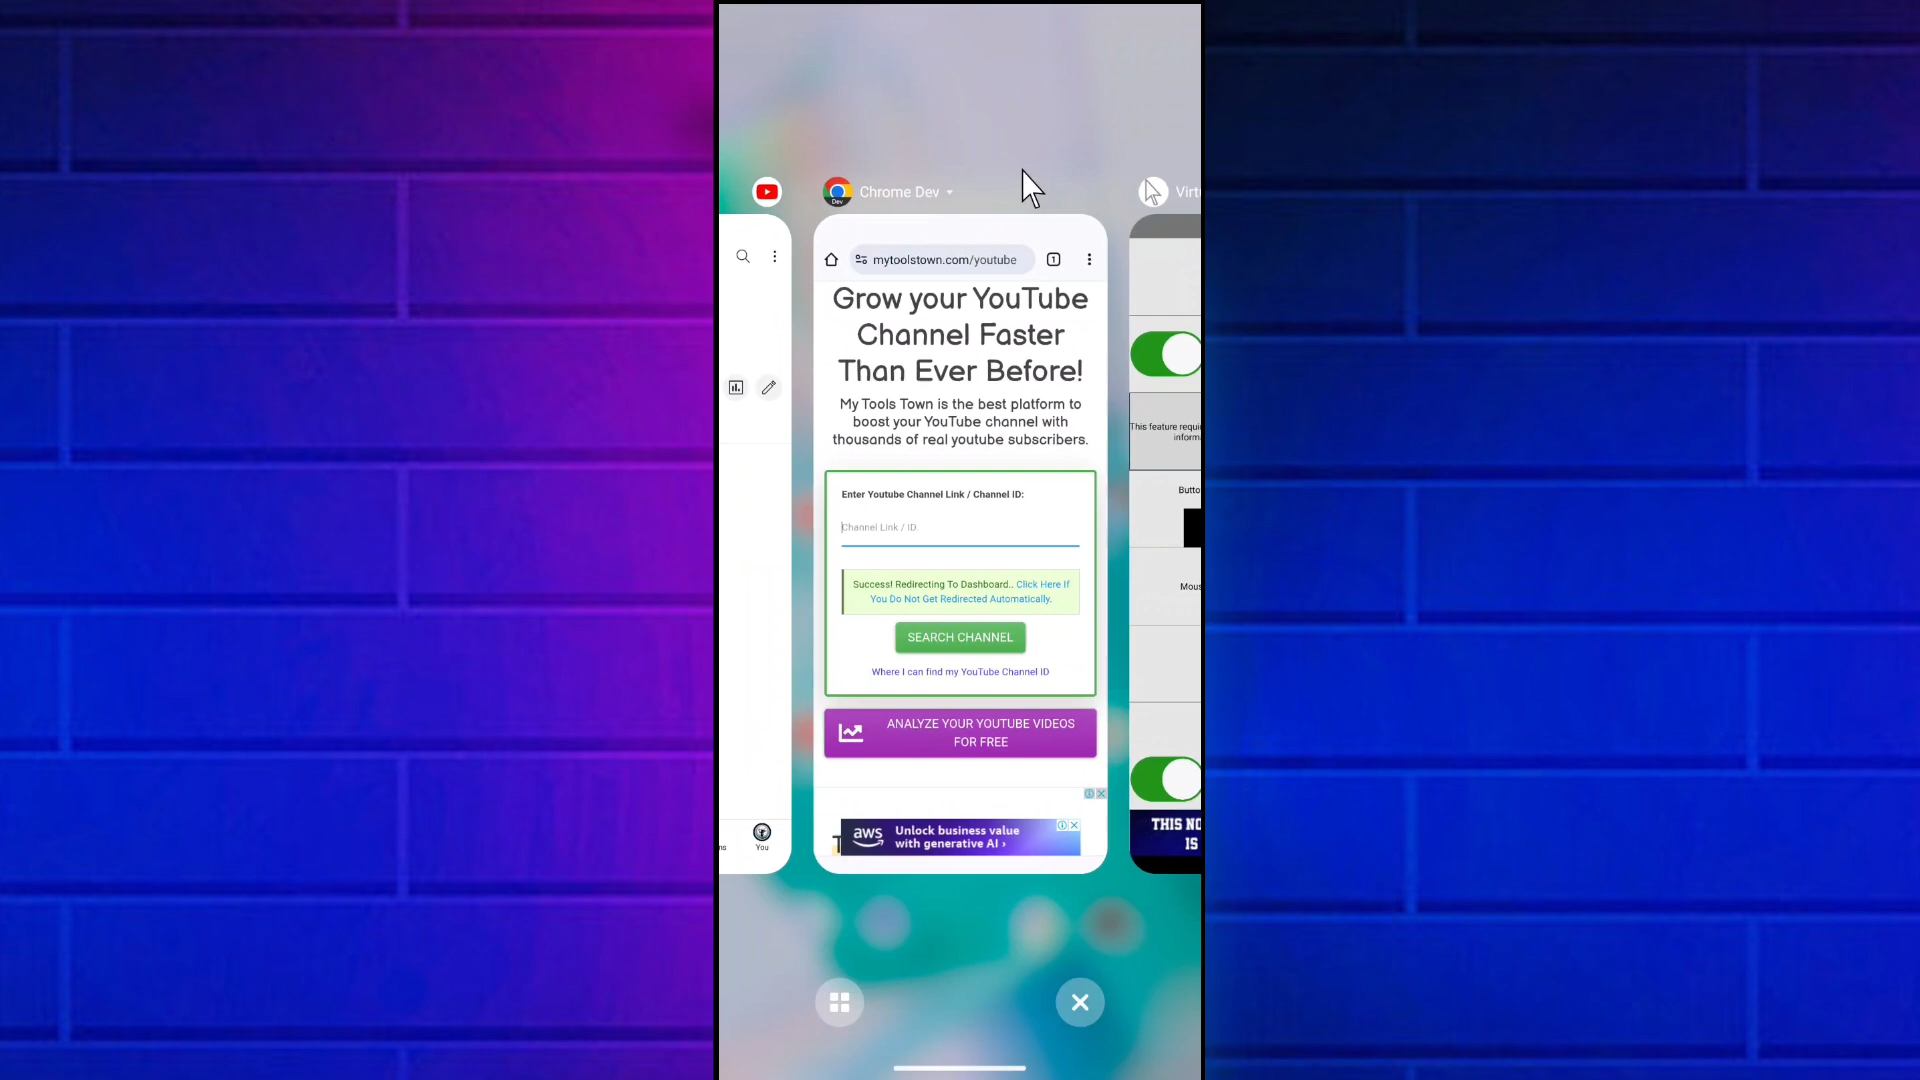 Chrome Dev
Virtu
Dev
mytoolstown.com/youtube
1
Grow your YouTube
Channel Faster
Than Ever Before!
My Tools Town is the best platform to
boost your YouTube channel with
thousands of real youtube subscribers.
Enter Youtube Channel Link / Channel ID:
Channel Link / ID
Success! Redirecting To Dashboard.. Click Here If
You Do Not Get Redirected Automatically.
SEARCH CHANNEL
Where I can find my YouTube Channel ID
ANALYZE YOUR YOUTUBE VIDEOS
FOR FREE
aws
Unlock business value
with generative AI ›
You
This feature requi
inform
Butto
Mous
THIS NO
IS